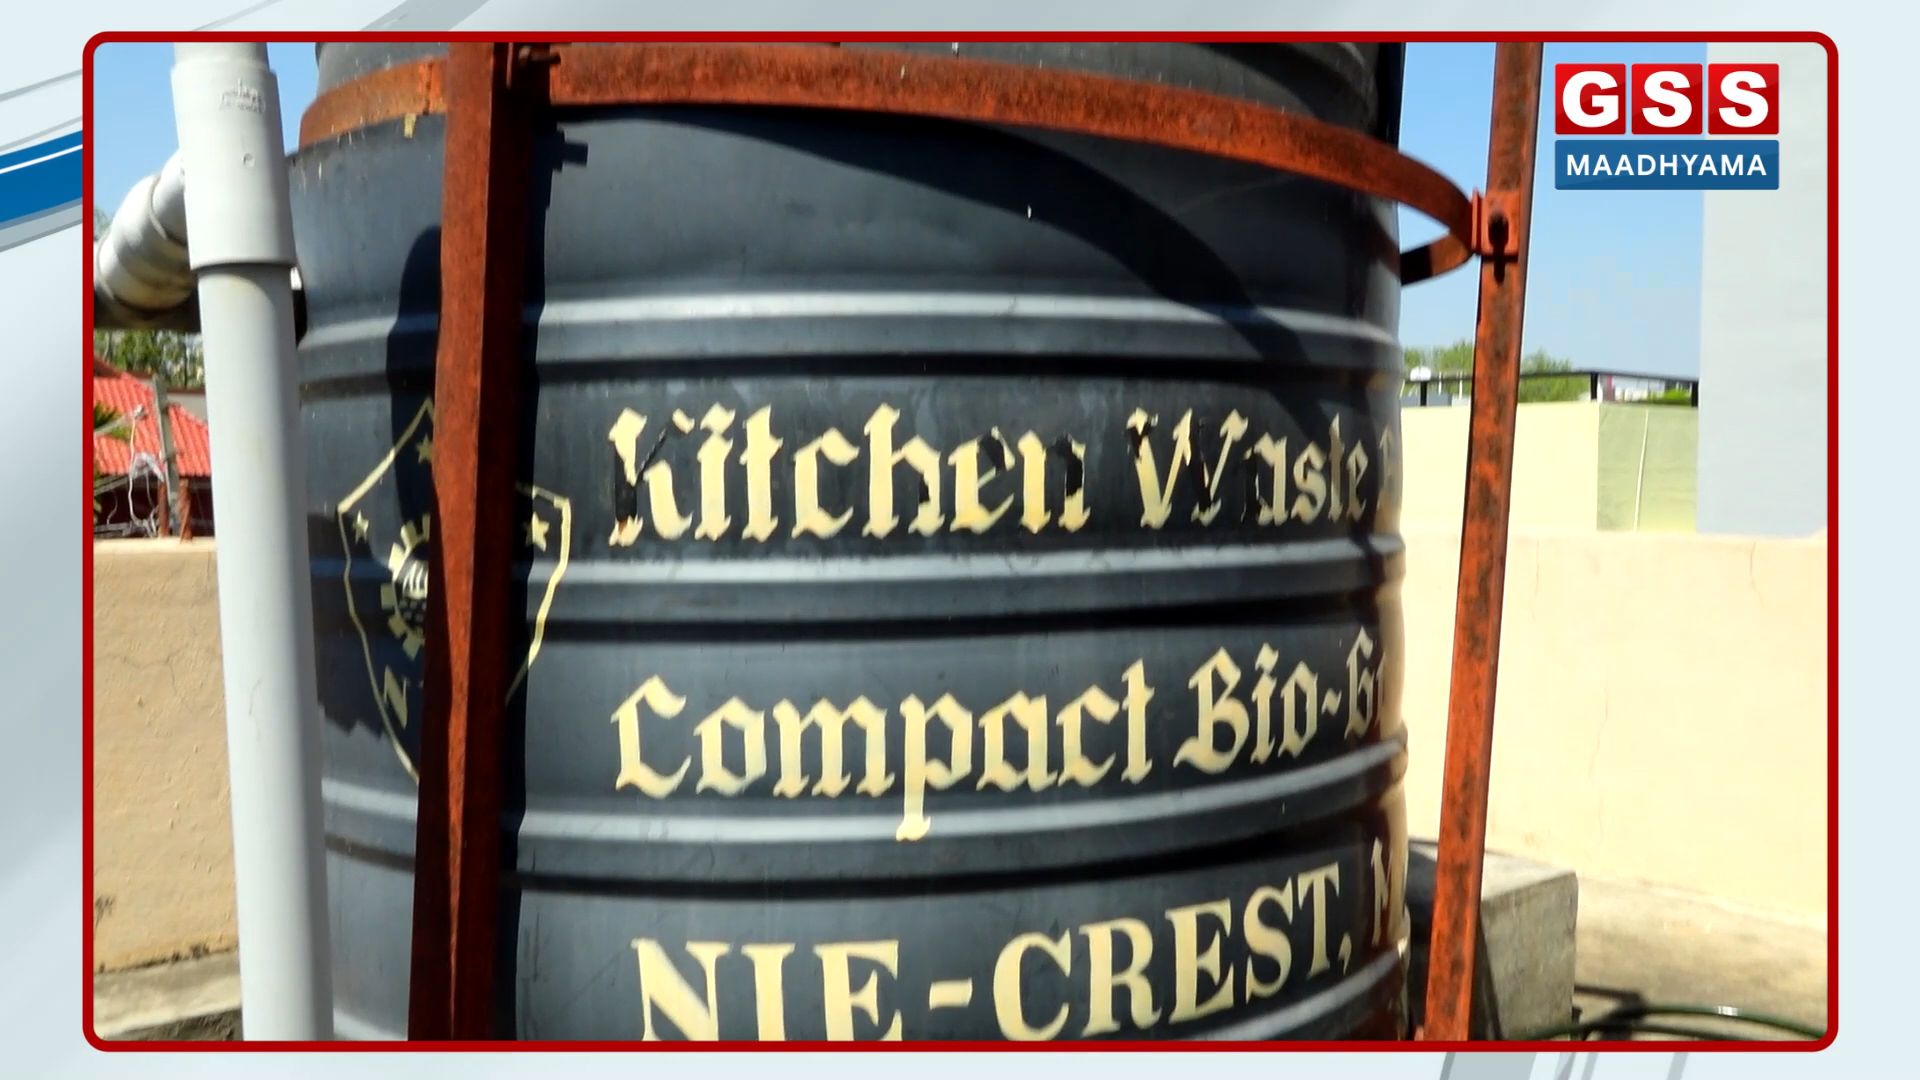 GSS
MAADHYAMA
Kitchen Waste
Compact Bio-
NIE-CREST,